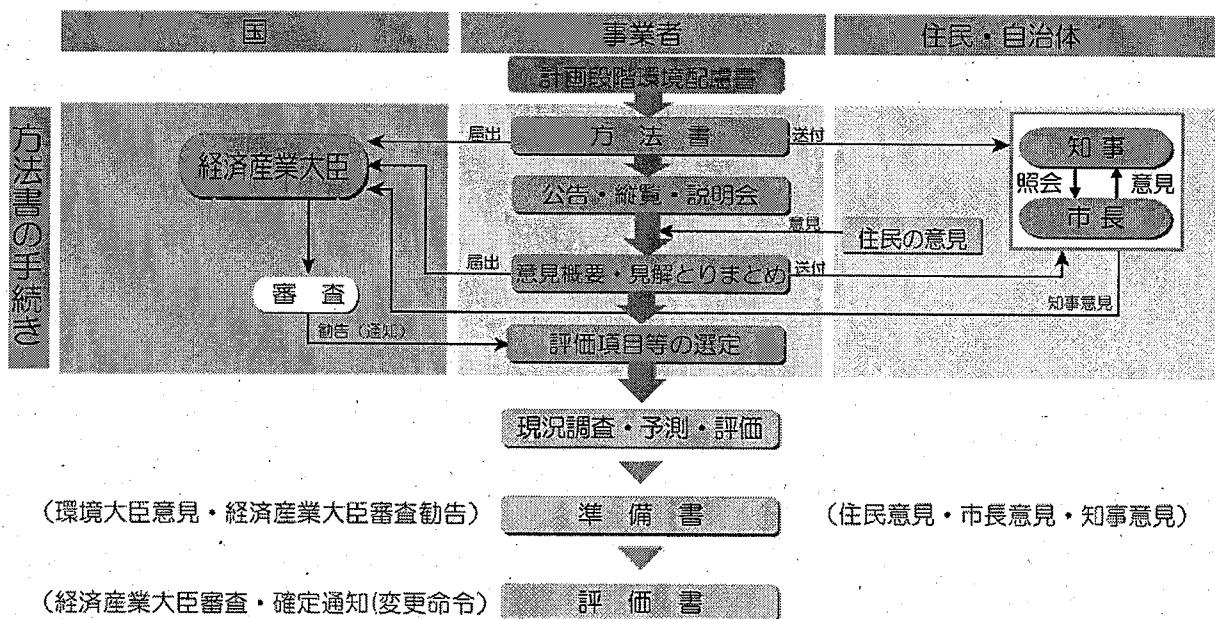 国
事業者
住民・自治体
計画段階環境配慮書
方法書の手続き
届出
方法書
送付
経済産業大臣
知事
照会
意見
市長
公告・縦覧・説明会
意見
住民の意見
届出
意見概要・見解とりまとめ
送付
審査
知事意見
勧告(通知)
評価項目等の選定
現況調査・予測・評価
(環境大臣意見・経済産業大臣審査勧告)
準備書
(住民意見・市長意見・知事意見)
(経済産業大臣審査・確定通知(変更命令)
評価書